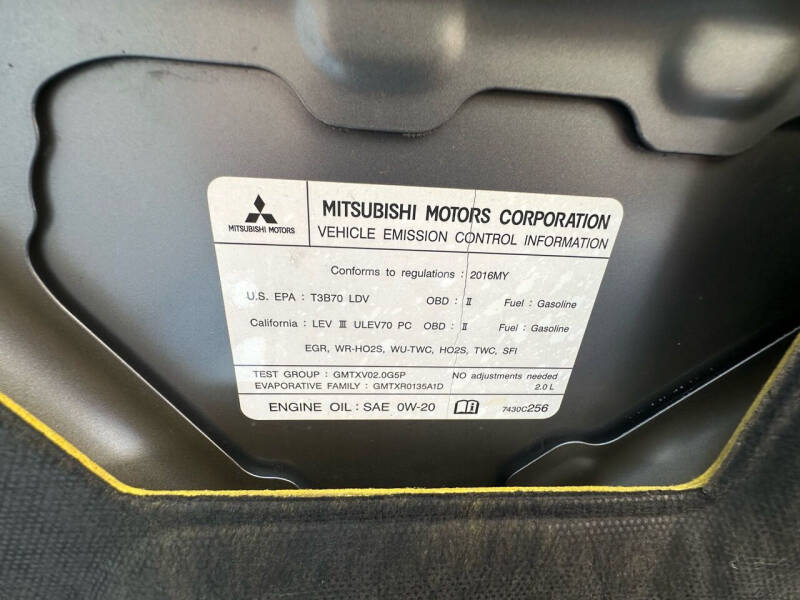 MITSUBISHI MOTORS
MITSUBISHI MOTORS CORPORATION
VEHICLE EMISSION CONTROL INFORMATION
Conforms to regulations : 2016MY
U.S. EPA : T3B70 LDV OBD : II Fuel : Gasoline
California : LEV III ULEV70 PC OBD : II Fuel : Gasoline
EGR, WR-HO2S, WU-TWC, HO2S, TWC, SFI
TEST GROUP : GMTXV02.0G5P NO adjustments needed
EVAPORATIVE FAMILY : GMTXR0135A1D 2.0 L
ENGINE OIL : SAE 0W-20 7430C256